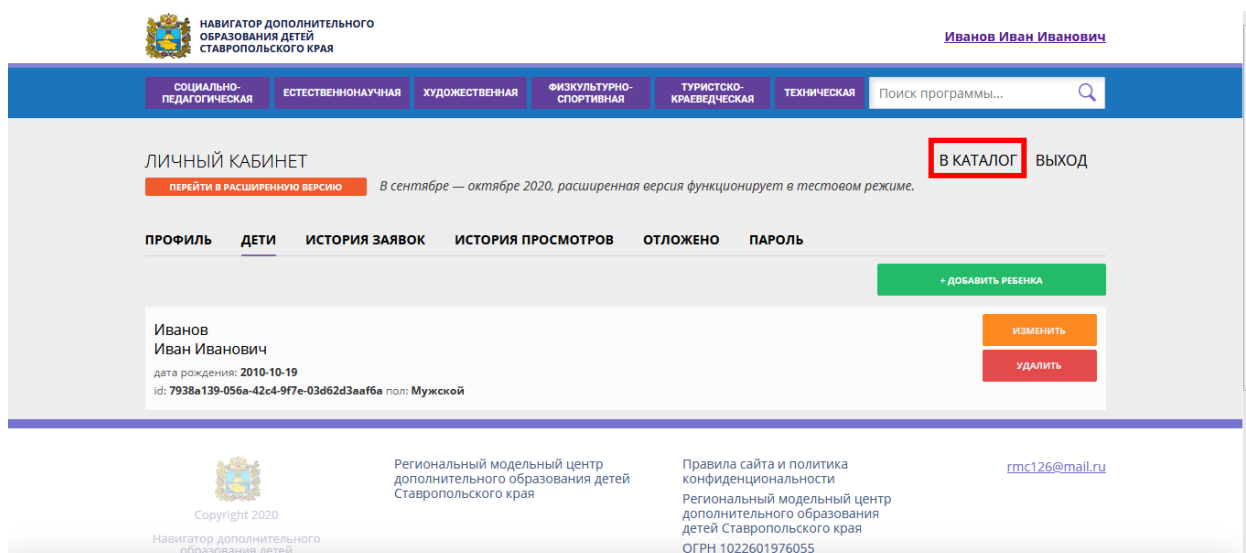 НАВИГАТОР ДОПОЛНИТЕЛЬНОГО
ОБРАЗОВАНИЯ ДЕТЕЙ
СТАВРОПОЛЬСКОГО КРАЯ
Иванов Иван Иванович
СОЦИАЛЬНО-
ПЕДАГОГИЧЕСКАЯ
ЕСТЕСТВЕННОНАУЧНАЯ
ХУДОЖЕСТВЕННАЯ
ФИЗКУЛЬТУРНО-
СПОРТИВНАЯ
ТУРИСТСКО-
КРАЕВЕДЧЕСКАЯ
ТЕХНИЧЕСКАЯ
Поиск программы...
ЛИЧНЫЙ КАБИНЕТ
В КАТАЛОГ ВЫХОД
ПЕРЕЙТИ В РАСШИРЕННУЮ ВЕРСИЮ
В сентябре — октябре 2020, расширенная версия функционирует в тестовом режиме.
ПРОФИЛЬ ДЕТИ ИСТОРИЯ ЗАЯВОК ИСТОРИЯ ПРОСМОТРОВ ОТЛОЖЕНО ПАРОЛЬ
+ ДОБАВИТЬ РЕБЕНКА
Иванов
Иван Иванович
дата рождения: 2010-10-19
id: 7938a139-056a-42c4-9f7e-03d62d3aaf6a пол: Мужской
ИЗМЕНИТЬ
УДАЛИТЬ
Copyright 2020
Навигатор дополнительного
образования детей
Региональный модельный центр
дополнительного образования детей
Ставропольского края
Правила сайта и политика
конфиденциональности
Региональный модельный центр
дополнительного образования
детей Ставропольского края
ОГРН 1022601976055
rmc126@mail.ru